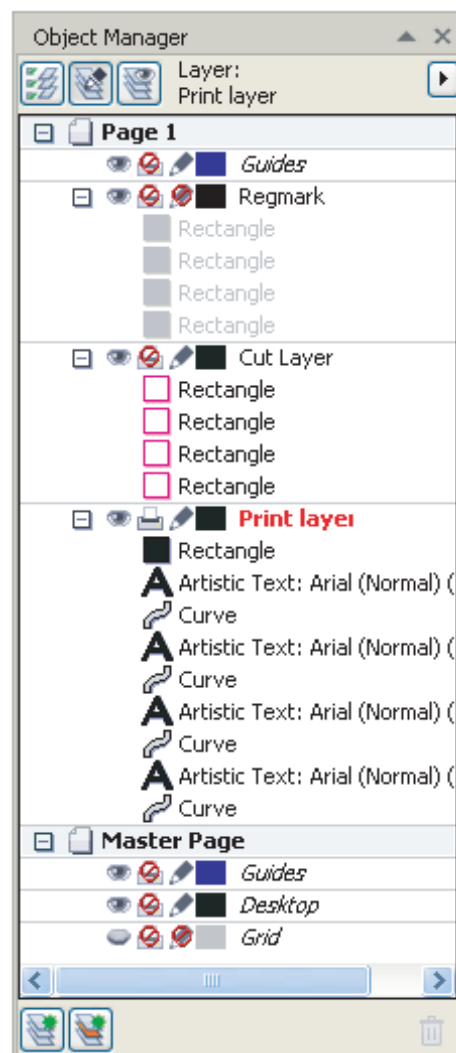 Object Manager
Layer:
Print layer
Page 1
Guides
Regmark
Rectangle
Rectangle
Rectangle
Rectangle
Cut Layer
Rectangle
Rectangle
Rectangle
Rectangle
Print layer
Rectangle
Artistic Text: Arial (Normal) (
Curve
Artistic Text: Arial (Normal) (
Curve
Artistic Text: Arial (Normal) (
Curve
Artistic Text: Arial (Normal) (
Curve
Master Page
Guides
Desktop
Grid